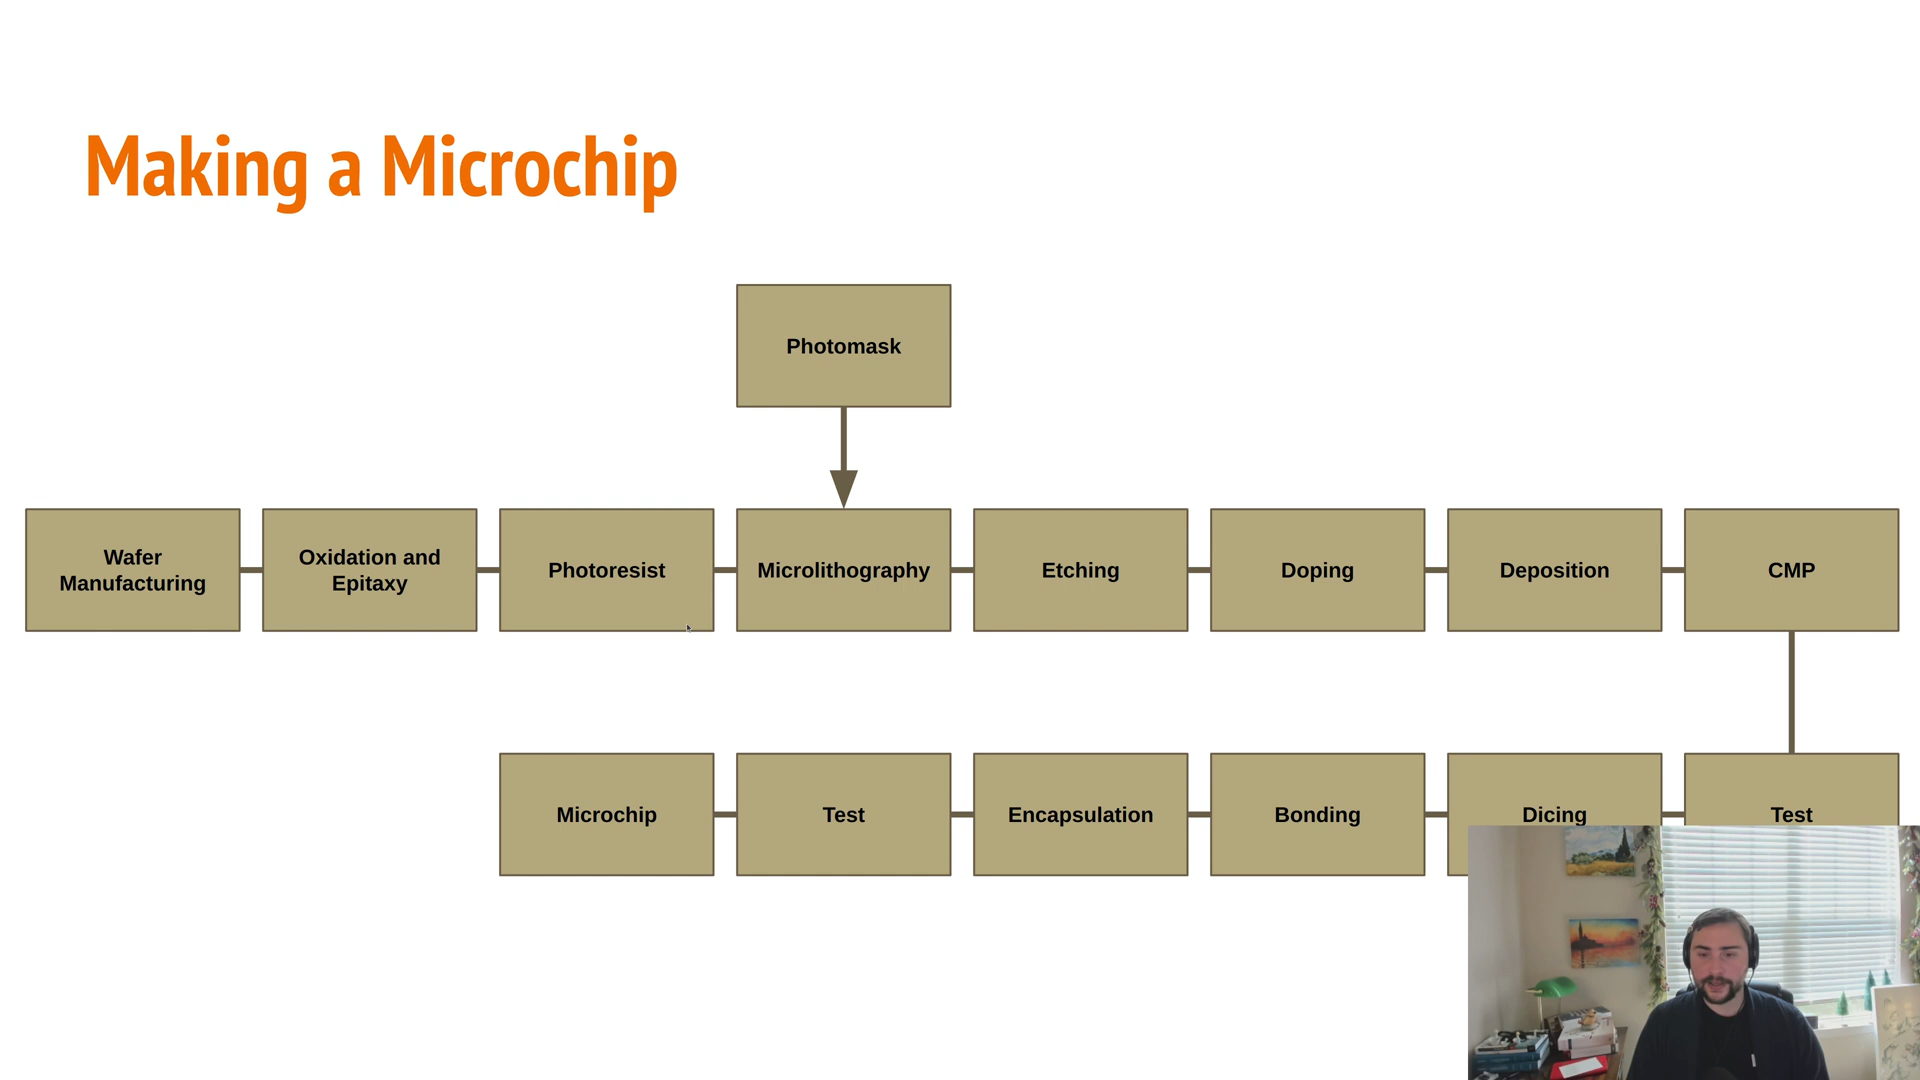 Making a Microchip
Photomask
Wafer
Manufacturing
Oxidation and
Epitaxy
Photoresist
Microlithography
Etching
Doping
Deposition
CMP
Microchip
Test
Encapsulation
Bonding
Dicing
Test